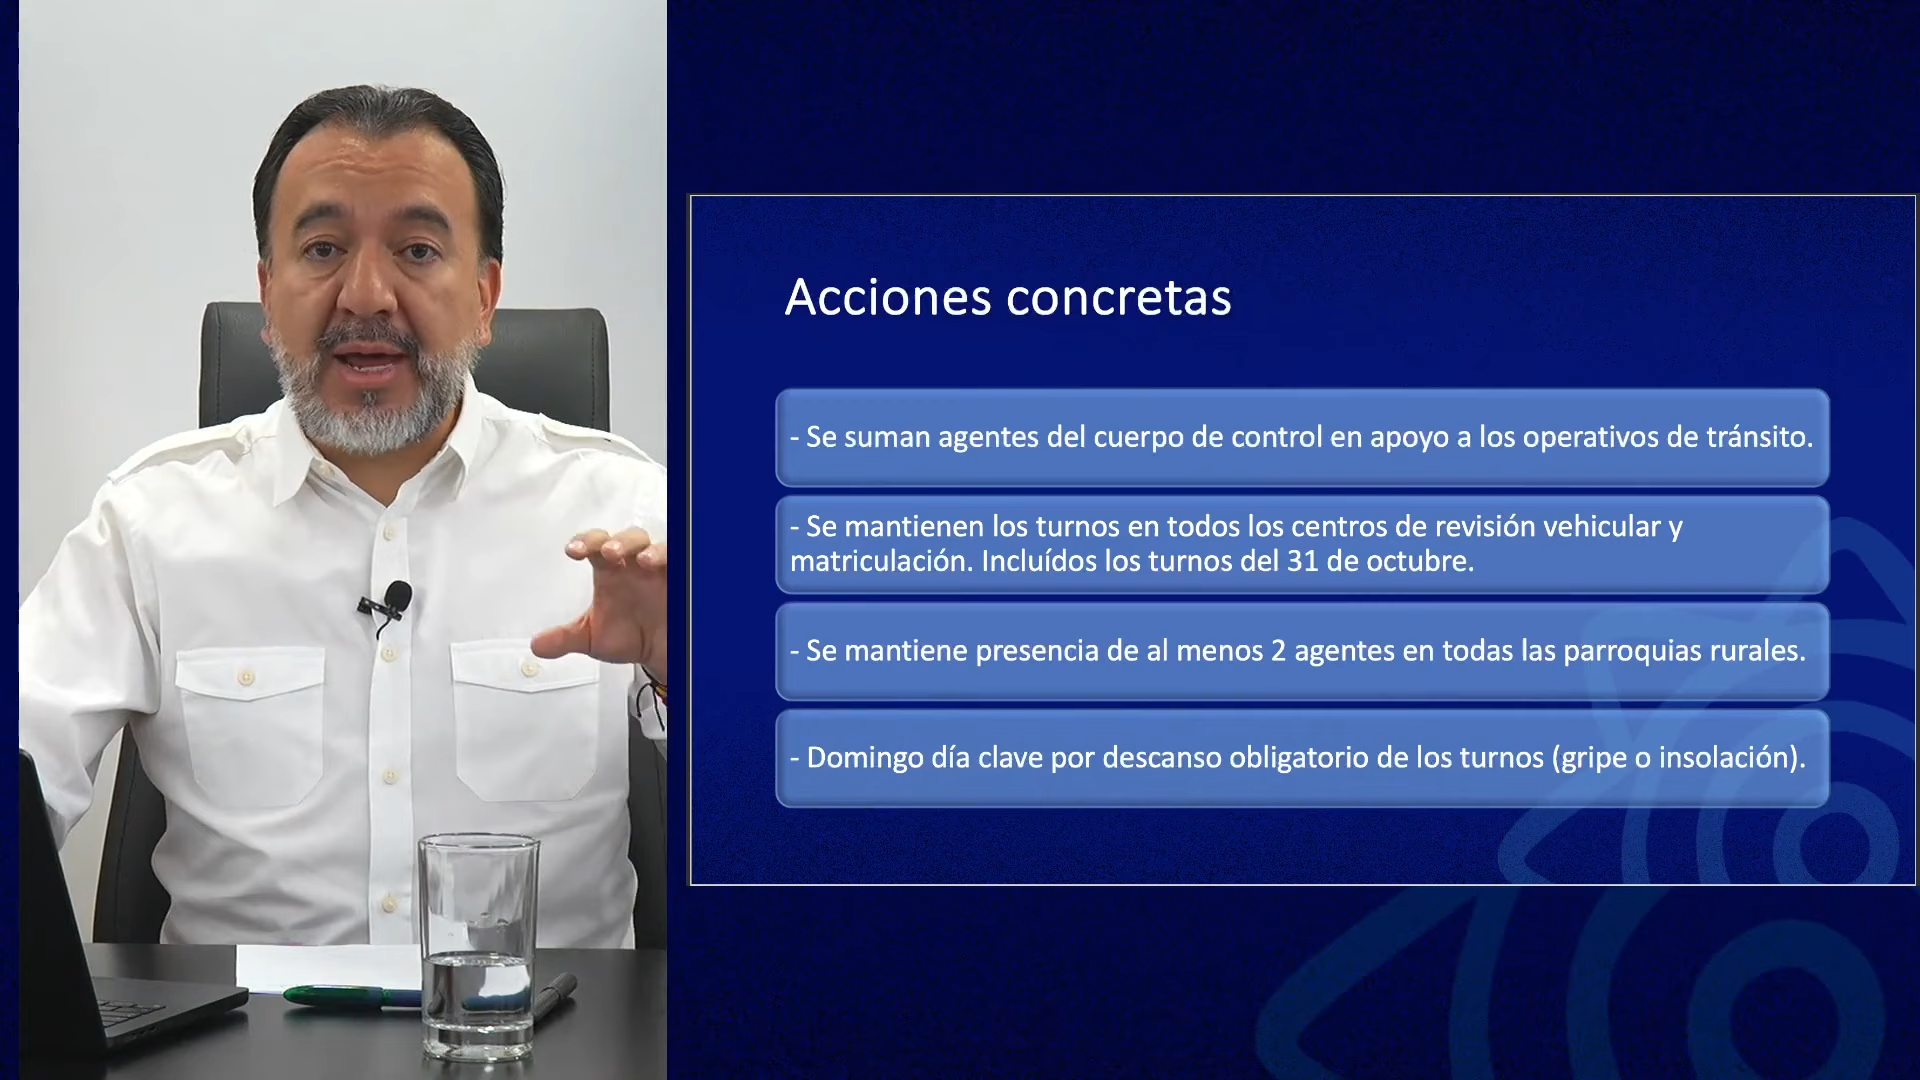 Acciones concretas
- Se suman agentes del cuerpo de control en apoyo a los operativos de tránsito.
- Se mantienen los turnos en todos los centros de revisión vehicular y
matriculación. Incluídos los turnos del 31 de octubre.
- Se mantiene presencia de al menos 2 agentes en todas las parroquias rurales.
- Domingo día clave por descanso obligatorio de los turnos (gripe o insolación).